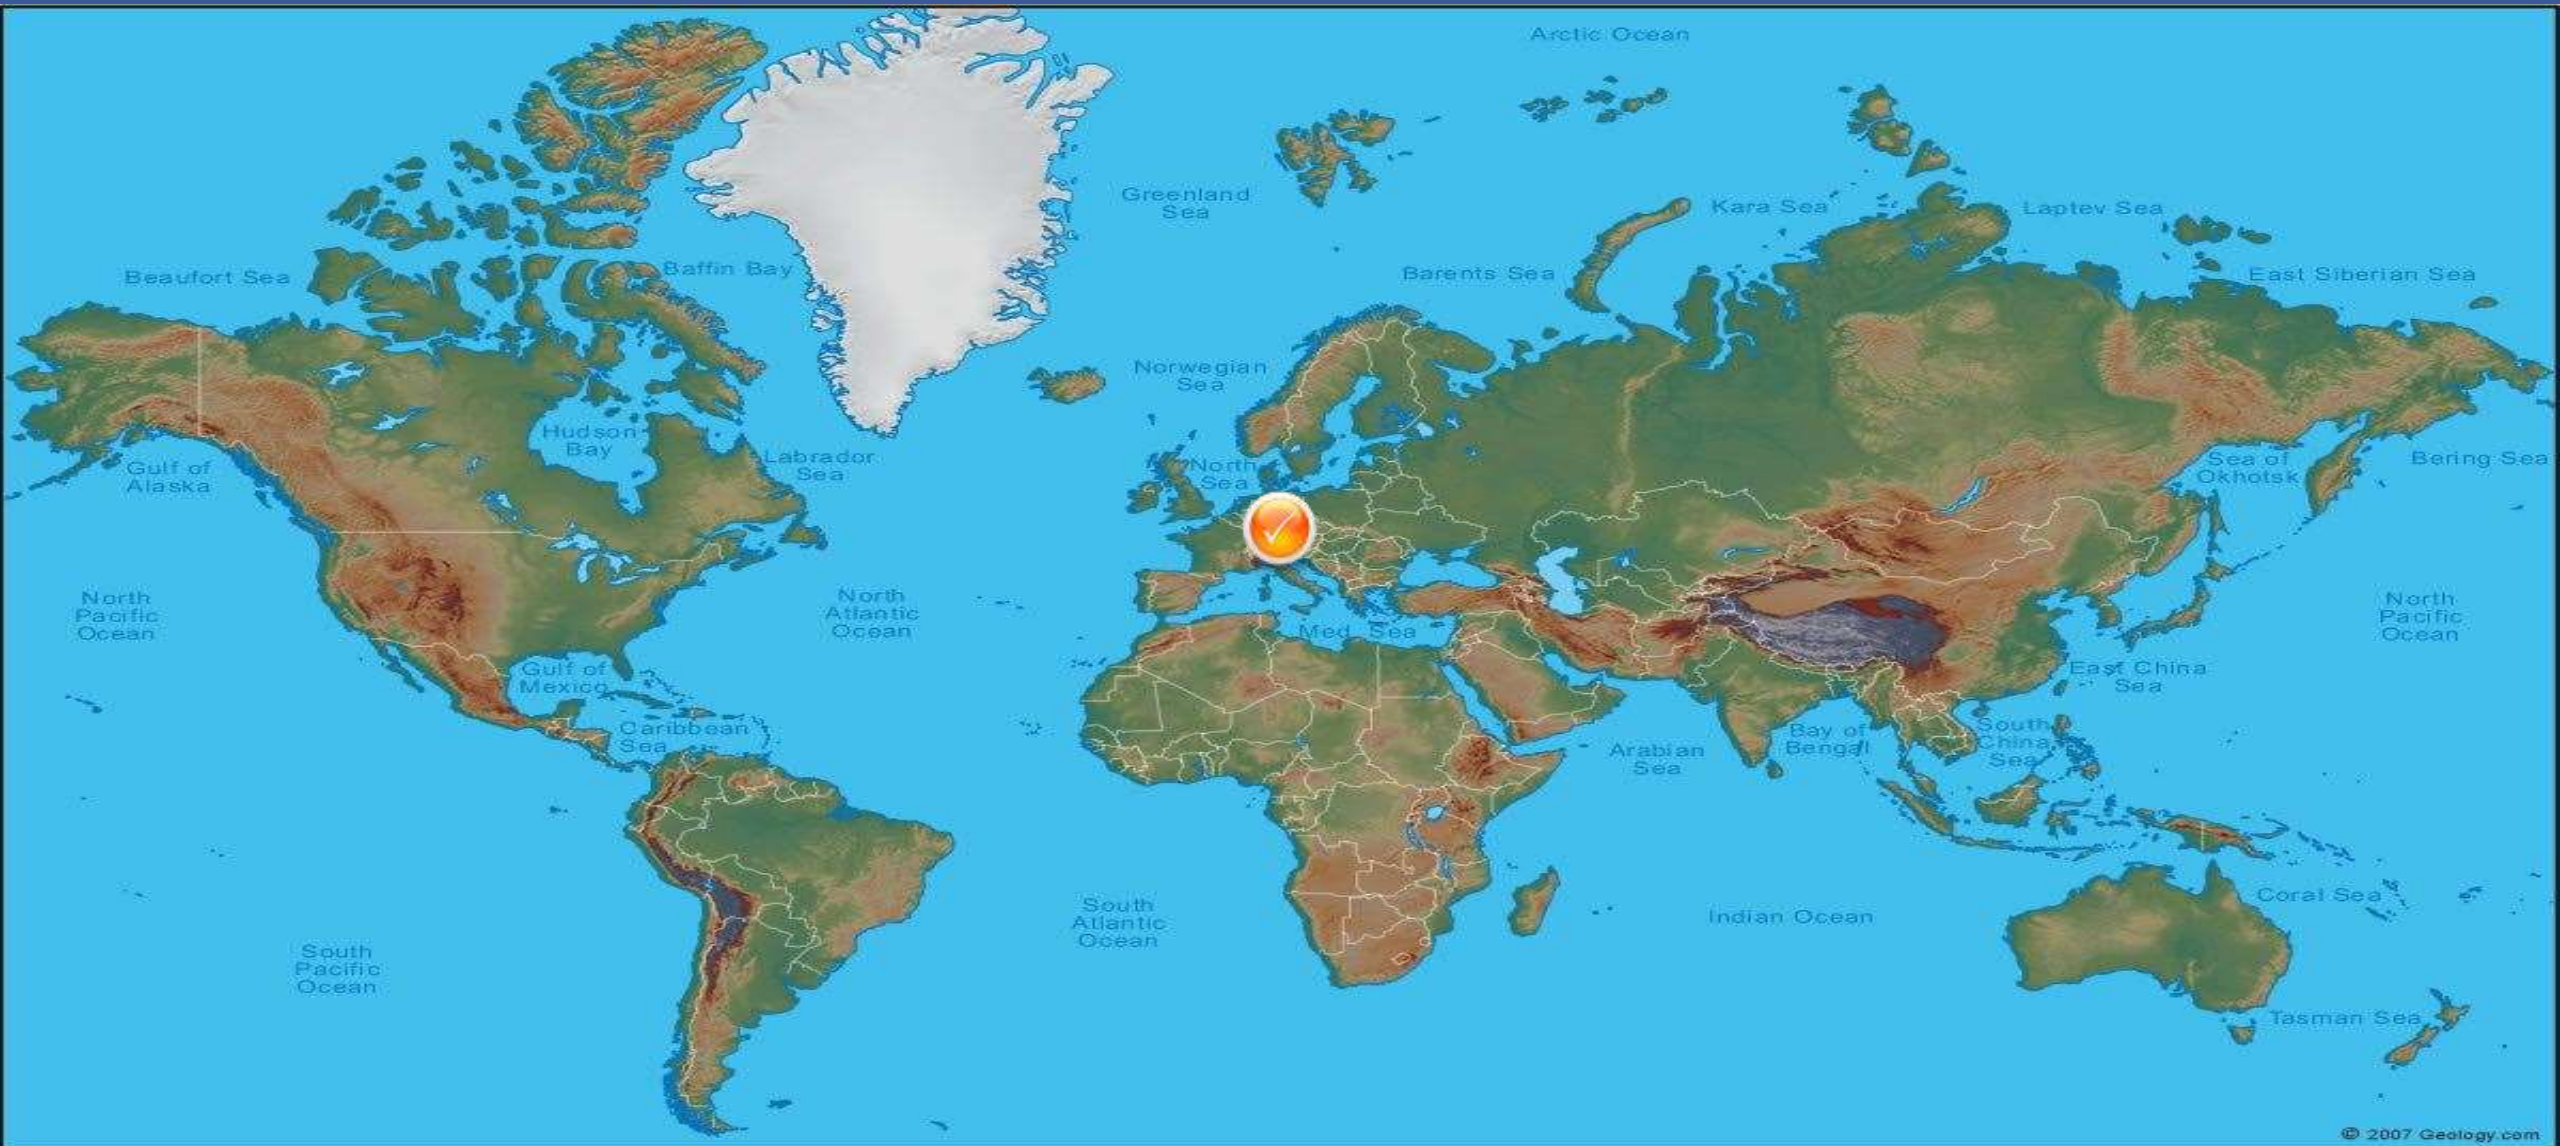 Arctic Ocean
Greenland
Sea
Kara Sea
Laptev Sea
Beaufort Sea
Baffin Bay
Barents Sea
East Siberian Sea
Norwegian
Sea
Hudson
Bay
Labrador
Sea
North
Sea
Gulf of
Alaska
Sea of
Okhotsk
Bering Sea
North
Pacific
Ocean
North
Atlantic
Ocean
Med. Sea
North
Pacific
Ocean
Gulf of
Mexico
East China
Sea
Caribbean
Sea
Arabian
Sea
Bay of
Bengal
South
China
Sea
South
Atlantic
Ocean
Indian Ocean
Coral Sea
South
Pacific
Ocean
Tasman Sea
© 2007 Geology.com